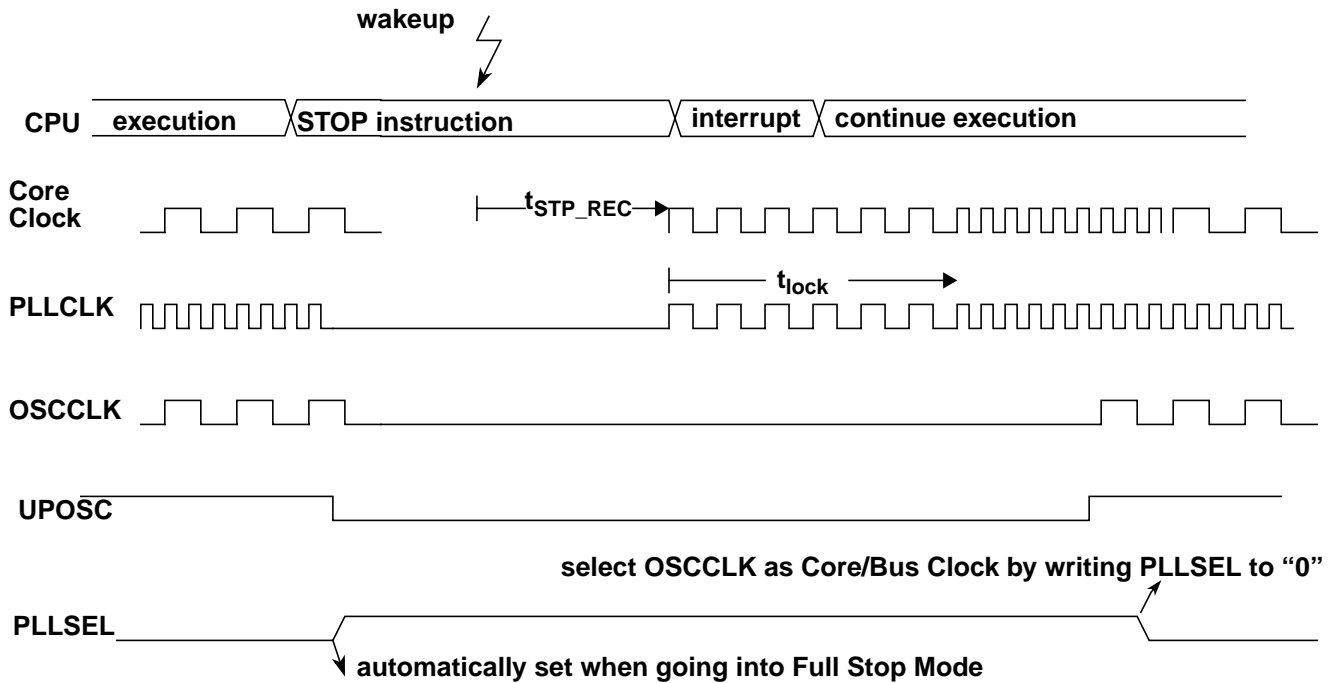 wakeup
CPU execution STOP instruction interrupt continue execution
Core
Clock
tSTP_REC
tlock
PLLCLK
OSCCLK
UPOSC
select OSCCLK as Core/Bus Clock by writing PLLSEL to “0”
PLLSEL
automatically set when going into Full Stop Mode